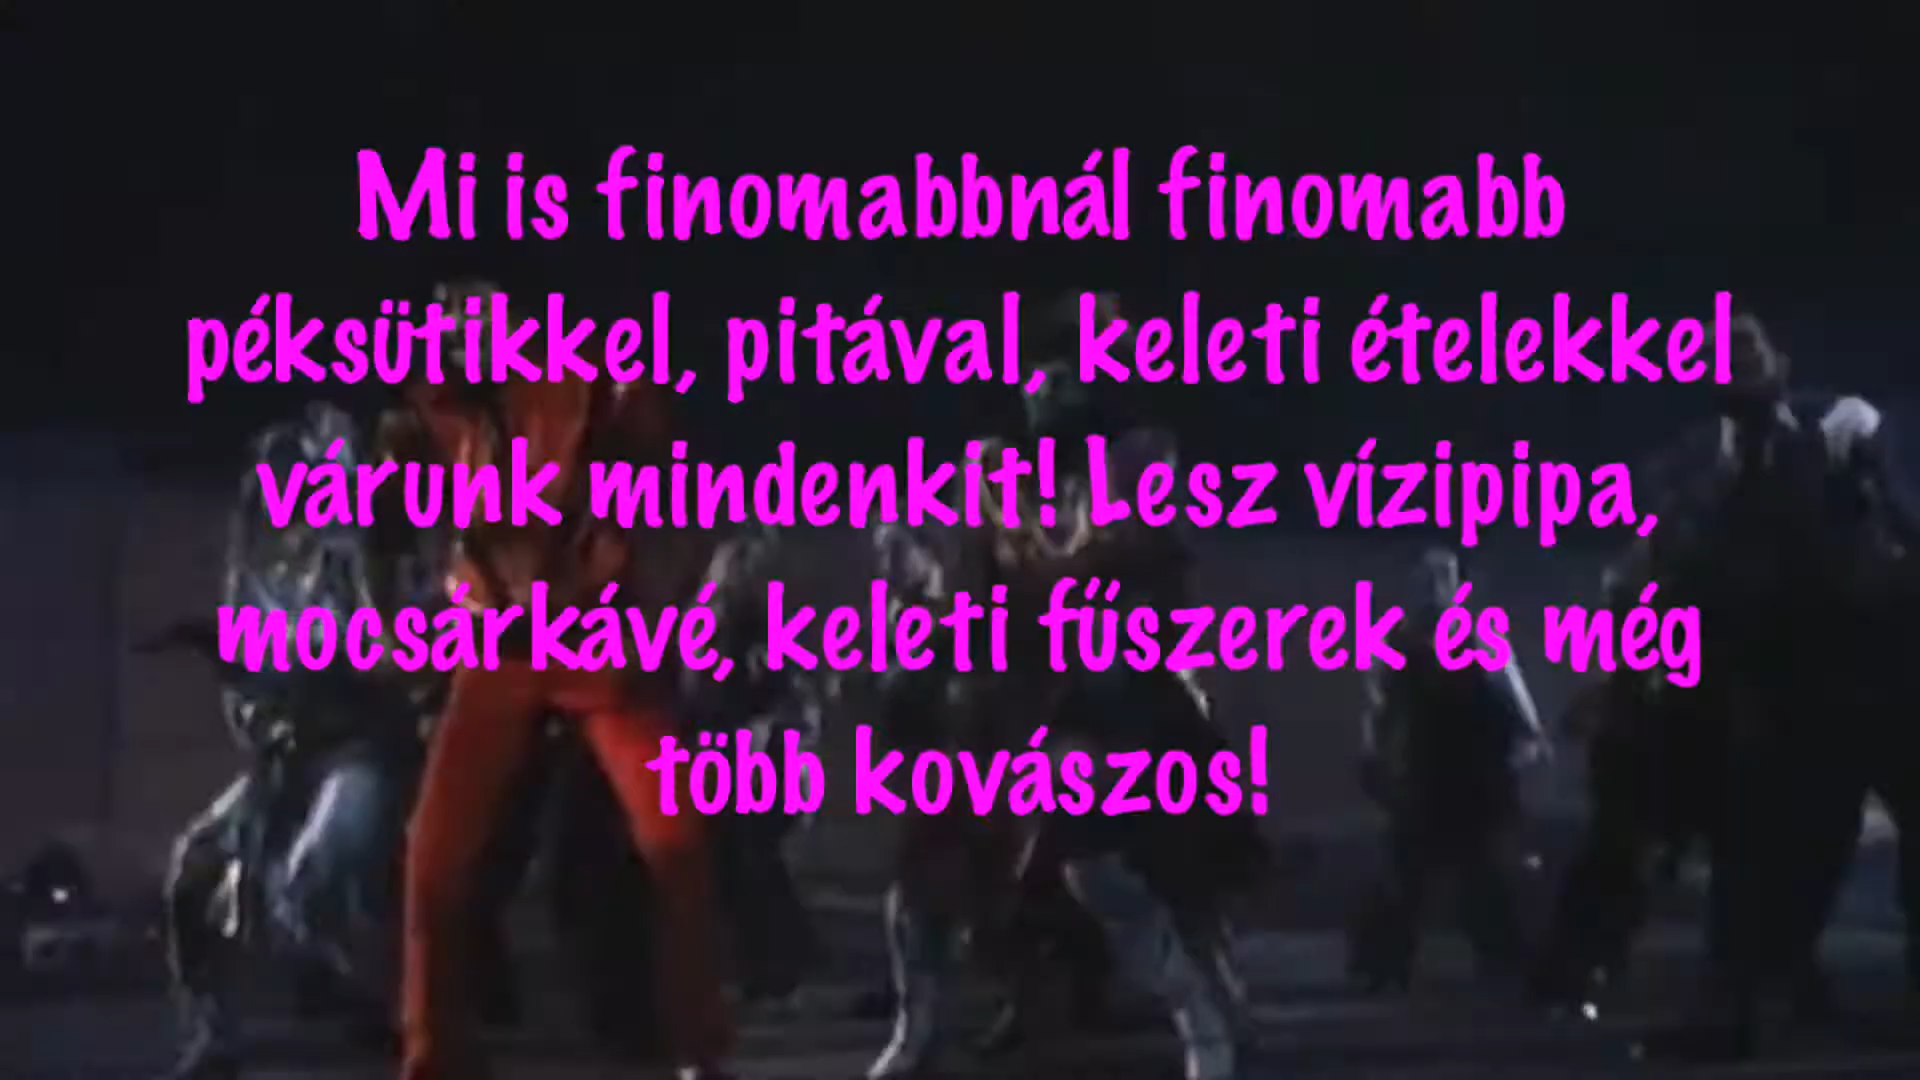 Mi is finomabbnál finomabb
péksütikkel, pitával, keleti ételekkel
várunk mindenkit! Lesz vízipipa,
mocsárkávé, keleti fűszerek és még
több kovászos!